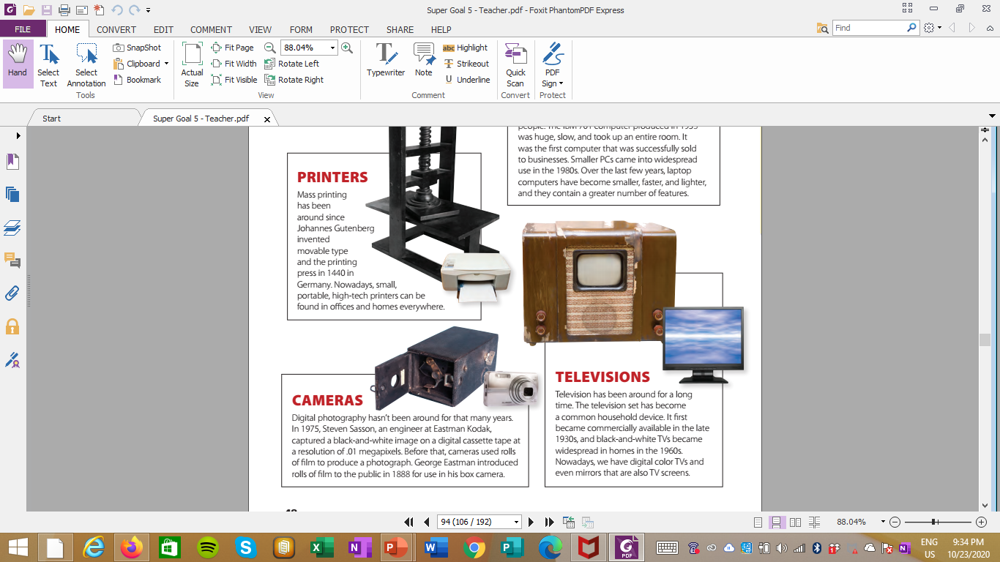 Super Goal 5 - Teacher.pdf - Foxit PhantomPDF Express
FILE
HOME
CONVERT
EDIT
COMMENT
VIEW
FORM
PROTECT
SHARE
HELP
Find
Hand
Select Text
Select Annotation
SnapShot
Clipboard
Bookmark
Tools
Actual Size
Fit Page
Fit Width
Fit Visible
88.04%
Rotate Left
Rotate Right
View
Typewriter
Note
abc Highlight
T Strikeout
U Underline
Comment
Quick Scan
Convert
PDF Sign
Protect
Start
Super Goal 5 - Teacher.pdf
people. The IBM 701 computer produced in 1953
was huge, slow, and took up an entire room. It
was the first computer that was successfully sold
to businesses. Smaller PCs came into widespread
use in the 1980s. Over the last few years, laptop
computers have become smaller, faster, and lighter,
and they contain a greater number of features.
PRINTERS
Mass printing
has been
around since
Johannes Gutenberg
invented
movable type
and the printing
press in 1440 in
Germany. Nowadays, small,
portable, high-tech printers can be
found in offices and homes everywhere.
CAMERAS
Digital photography hasn't been around for that many years.
In 1975, Steven Sasson, an engineer at Eastman Kodak,
captured a black-and-white image on a digital cassette tape at
a resolution of .01 megapixels. Before that, cameras used rolls
of film to produce a photograph. George Eastman introduced
rolls of film to the public in 1888 for use in his box camera.
TELEVISIONS
Television has been around for a long
time. The television set has become
a common household device. It first
became commercially available in the late
1930s, and black-and-white TVs became
widespread in homes in the 1960s.
Nowadays, we have digital color TVs and
even mirrors that are also TV screens.
94 (106 / 192)
88.04%
ENG
US
9:34 PM
10/23/2020